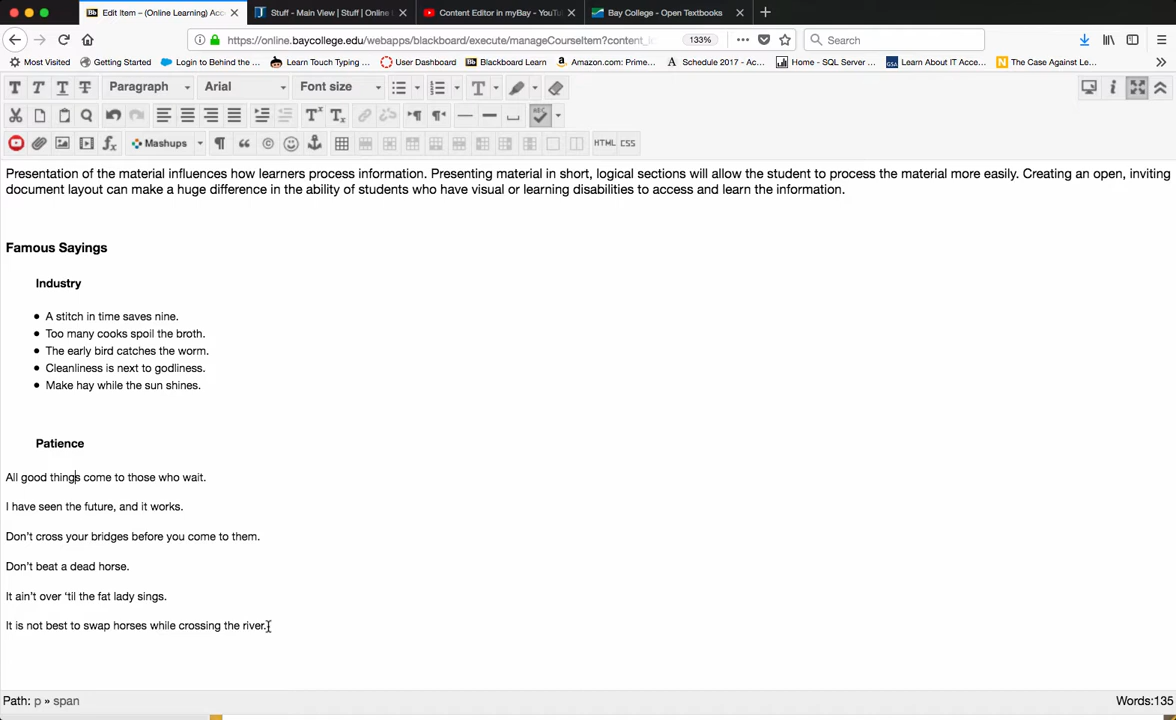 Edit Item – (Online Learning) Acc
Stuff - Main View | Stuff | Online
Content Editor in myBay - YouTu
Bay College - Open Textbooks
https://online.baycollege.edu/webapps/blackboard/execute/manageCourseItem?content_i
133%
Search
Most Visited
Getting Started
Login to Behind the ...
Learn Touch Typing ...
User Dashboard
Blackboard Learn
Amazon.com: Prime...
Schedule 2017 - Ac...
Home - SQL Server ...
Learn About IT Acce...
The Case Against Le...
Paragraph
Arial
Font size
Mashups
HTML CSS
Presentation of the material influences how learners process information. Presenting material in short, logical sections will allow the student to process the material more easily. Creating an open, inviting
document layout can make a huge difference in the ability of students who have visual or learning disabilities to access and learn the information.
Famous Sayings
Industry
• A stitch in time saves nine.
• Too many cooks spoil the broth.
• The early bird catches the worm.
• Cleanliness is next to godliness.
• Make hay while the sun shines.
Patience
All good things come to those who wait.
I have seen the future, and it works.
Don't cross your bridges before you come to them.
Don't beat a dead horse.
It ain't over 'til the fat lady sings.
It is not best to swap horses while crossing the river.
Path: p » span
Words:135